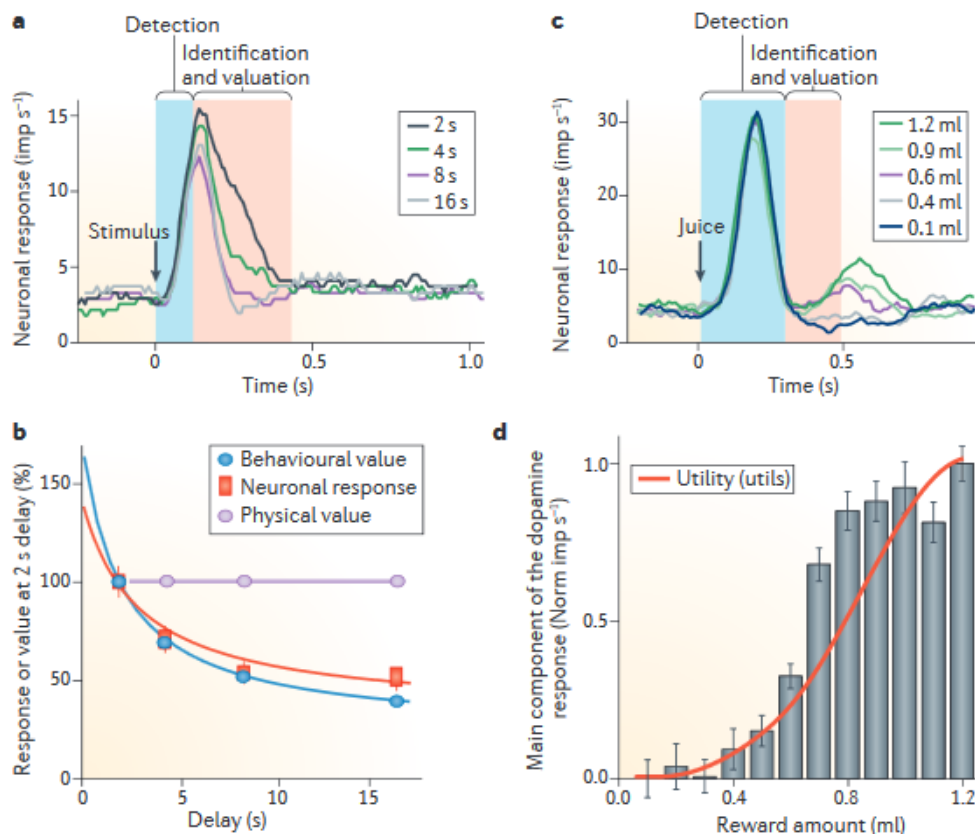 a
Detection
Identification
and valuation
Neuronal response (imp s⁻¹)
15
10
5
0
Stimulus
2 s
4 s
8 s
16 s
0
0.5
1.0
Time (s)
c
Detection
Identification
and valuation
Neuronal response (imp s⁻¹)
30
20
10
0
Juice
1.2 ml
0.9 ml
0.6 ml
0.4 ml
0.1 ml
0
0.5
Time (s)
b
Response or value at 2 s delay (%)
150
100
50
0
Behavioural value
Neuronal response
Physical value
0
5
10
15
Delay (s)
d
Main component of the dopamine
response (Norm imp s⁻¹)
1.0
0.5
0.0
Utility (utils)
0.0
0.4
0.8
1.2
Reward amount (ml)